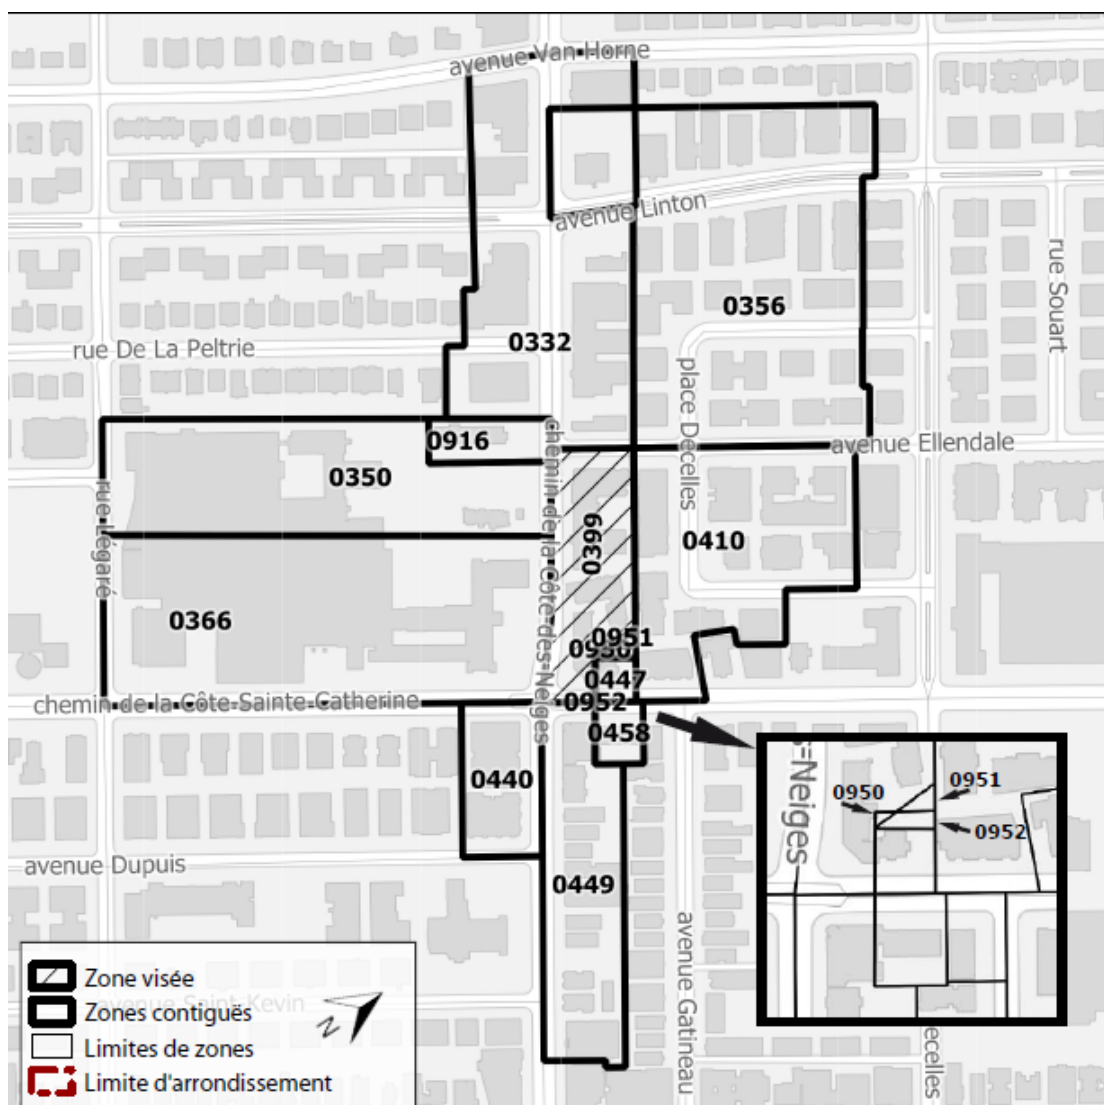 avenue Van Horne
avenue Linton
rue Souart
0356
0332
rue De La Peltrie
place Decelles
chemin de la Côte-des-Neiges
0916
avenue Ellendale
0350
rue Légaré
0399
0410
0366
0951
0950
0447
chemin de la Côte-Sainte-Catherine
0952
0458
0440
s-Neiges
0950
0951
0952
avenue Dupuis
0449
avenue Gatineau
ecelles
Zone visée
avenue Saint-Kevin
Zones contiguës
N
Limites de zones
Limite d'arrondissement